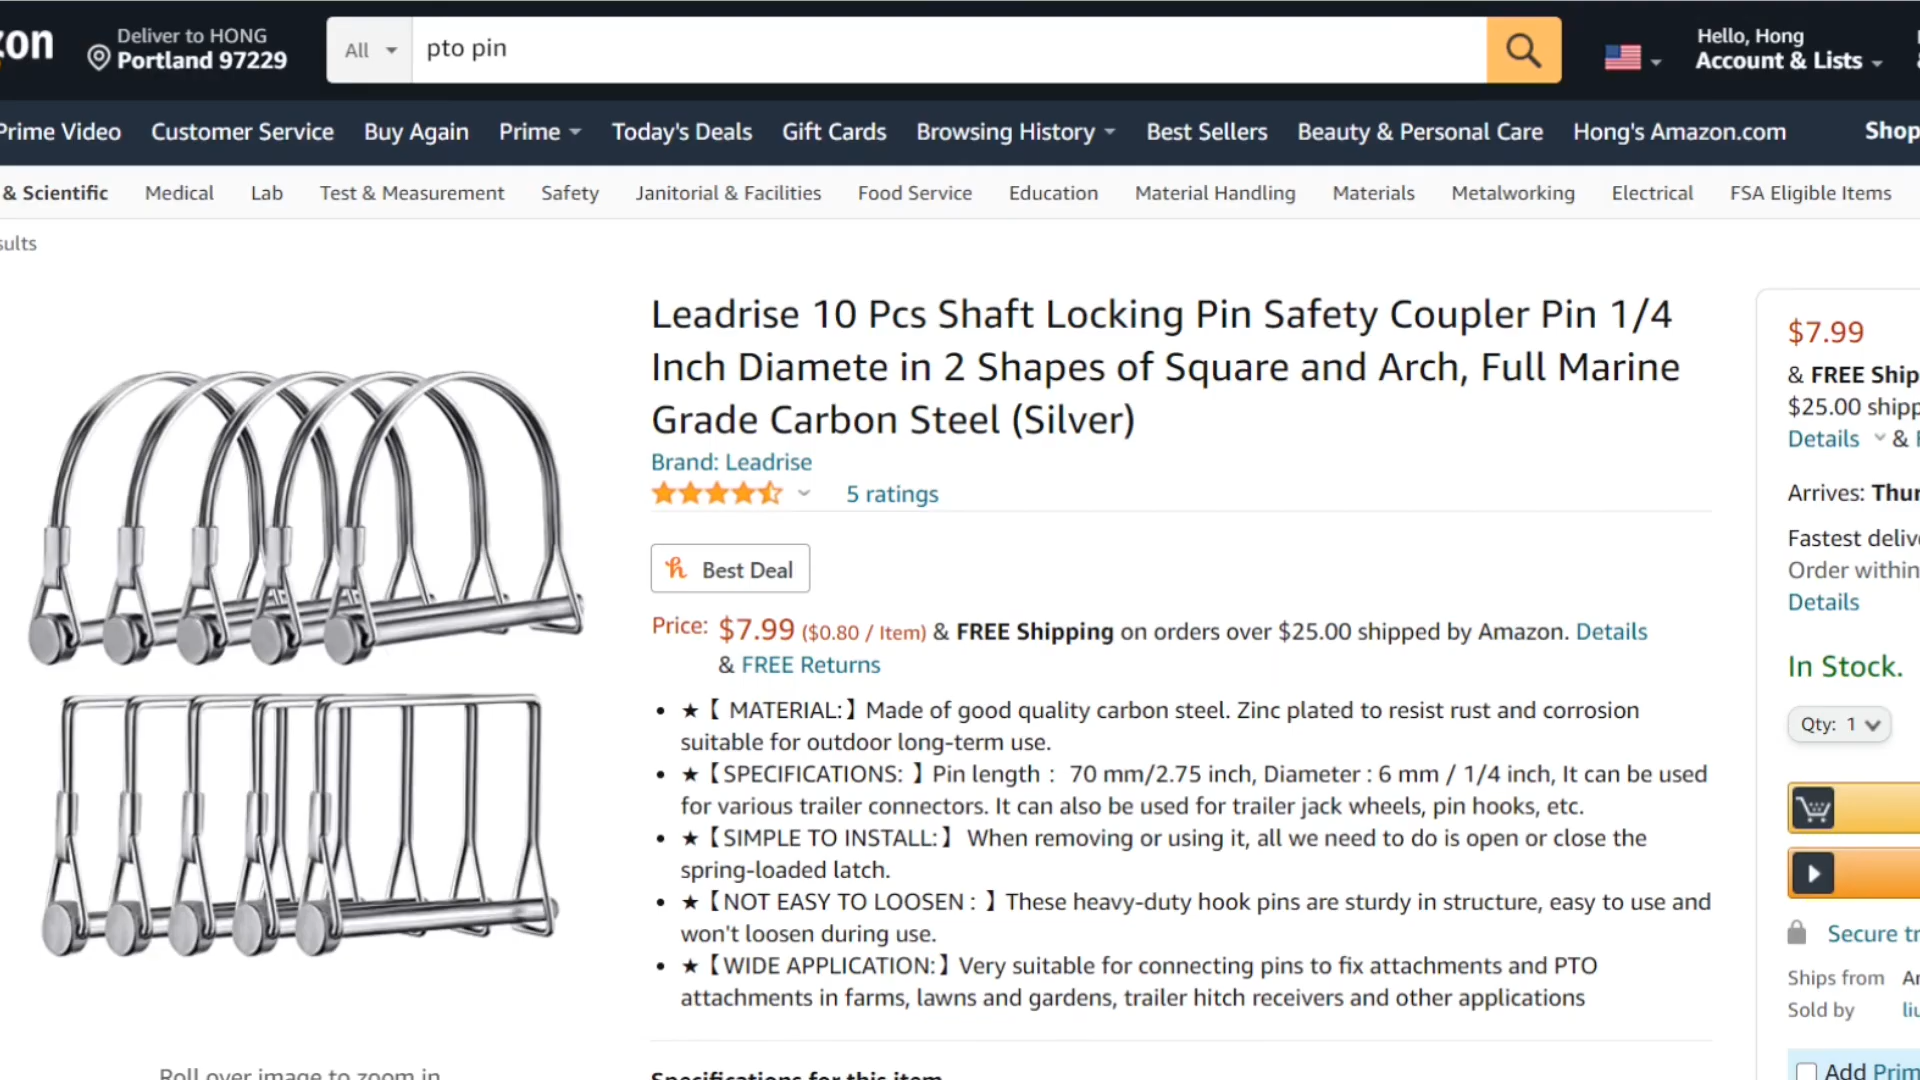 zon
Deliver to HONG
Portland 97229
All
pto pin
Hello, Hong
Account & Lists
Prime Video Customer Service Buy Again Prime Today's Deals Gift Cards Browsing History Best Sellers Beauty & Personal Care Hong's Amazon.com Shop
& Scientific Medical Lab Test & Measurement Safety Janitorial & Facilities Food Service Education Material Handling Materials Metalworking Electrical FSA Eligible Items
sults
Leadrise 10 Pcs Shaft Locking Pin Safety Coupler Pin 1/4
Inch Diamete in 2 Shapes of Square and Arch, Full Marine
Grade Carbon Steel (Silver)
Brand: Leadrise
5 ratings
Best Deal
Price: $7.99 ($0.80 / Item) & FREE Shipping on orders over $25.00 shipped by Amazon. Details
& FREE Returns
★【 MATERIAL:】Made of good quality carbon steel. Zinc plated to resist rust and corrosion
suitable for outdoor long-term use.
★【SPECIFICATIONS: 】Pin length : 70 mm/2.75 inch, Diameter : 6 mm / 1/4 inch, It can be used
for various trailer connectors. It can also be used for trailer jack wheels, pin hooks, etc.
★【SIMPLE TO INSTALL:】 When removing or using it, all we need to do is open or close the
spring-loaded latch.
★【NOT EASY TO LOOSEN : 】These heavy-duty hook pins are sturdy in structure, easy to use and
won't loosen during use.
★【WIDE APPLICATION:】Very suitable for connecting pins to fix attachments and PTO
attachments in farms, lawns and gardens, trailer hitch receivers and other applications
Specifications for this item
Roll over image to zoom in
$7.99
& FREE Ship
$25.00 shipp
Details &
Arrives: Thur
Fastest deliv
Order within
Details
In Stock.
Qty: 1
Secure tr
Ships from
Sold by
Add Prim